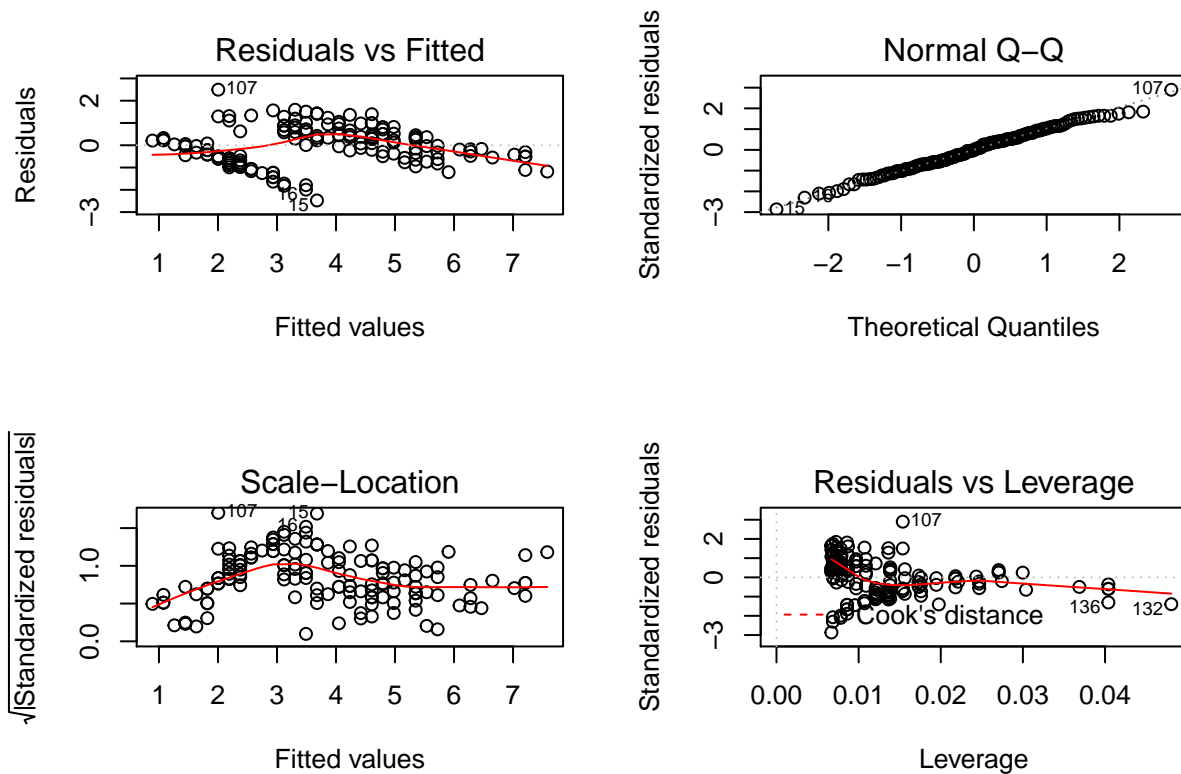 Residuals vs Fitted
Residuals
2
0
−3
107
16
15
1 2 3 4 5 6 7
Fitted values
Normal Q−Q
Standardized residuals
2
0
−3
107
15
−2 −1 0 1 2
Theoretical Quantiles
Scale−Location
√|Standardized residuals|
1.0
0.0
107
15
16
1 2 3 4 5 6 7
Fitted values
Residuals vs Leverage
Standardized residuals
2
0
−3
107
136
132
Cook's distance
0.00 0.01 0.02 0.03 0.04
Leverage